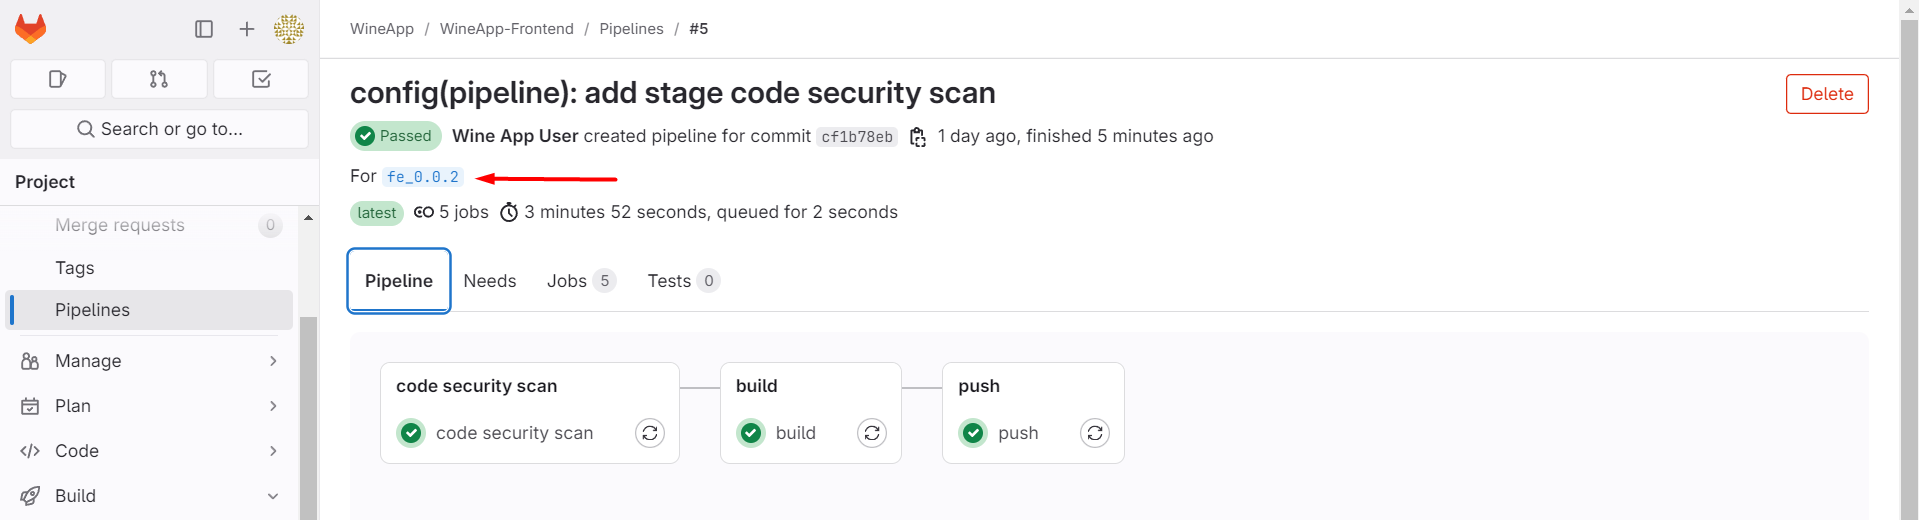 WineApp / WineApp-Frontend / Pipelines / #5
Search or go to...
Project
Merge requests 0
Tags
Pipelines
Manage
Plan
Code
Build
config(pipeline): add stage code security scan
Delete
Passed Wine App User created pipeline for commit cf1b78eb 1 day ago, finished 5 minutes ago
For fe_0.0.2
latest 5 jobs 3 minutes 52 seconds, queued for 2 seconds
Pipeline Needs Jobs 5 Tests 0
code security scan
code security scan
build
build
push
push